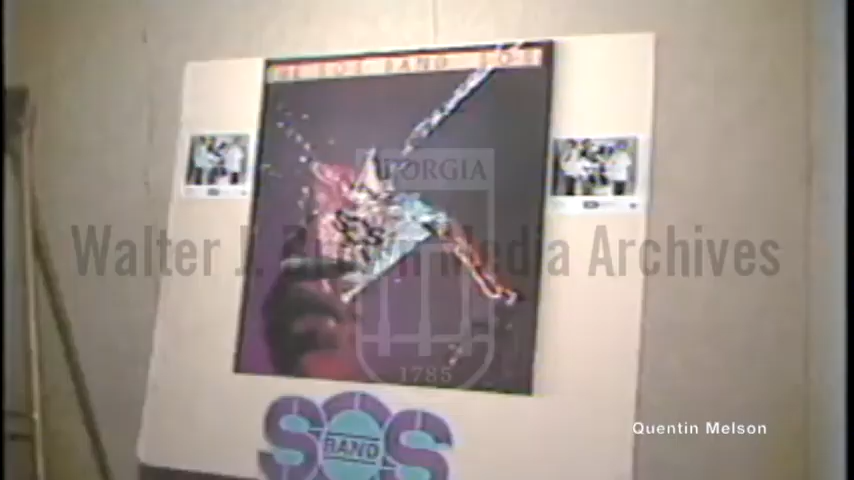 THE S.O.S. BAND S.O.S.
SOS
GEORGIA
Walter J. Brown Media Archives
1785
SOS
BAND
Quentin Melson